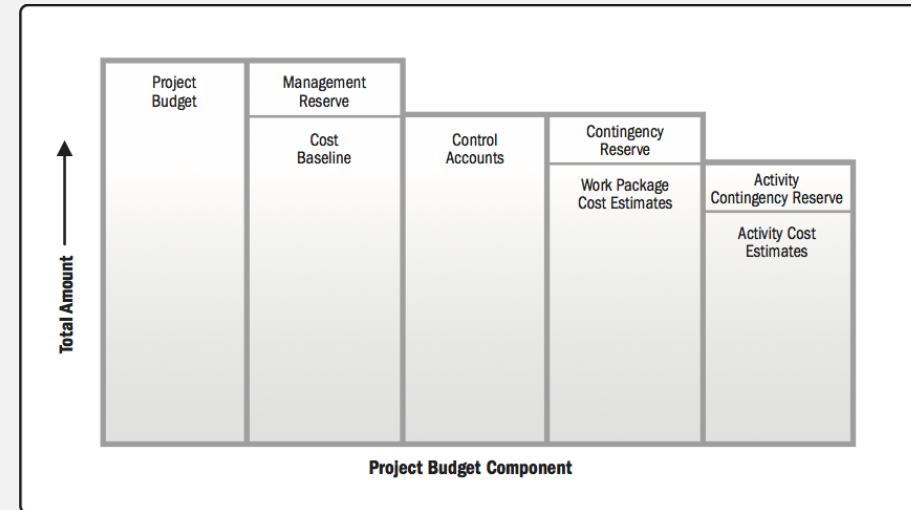 Project
Budget
Management
Reserve
Cost
Baseline
Control
Accounts
Contingency
Reserve
Work Package
Cost Estimates
Activity
Contingency Reserve
Activity Cost
Estimates
Total Amount
Project Budget Component